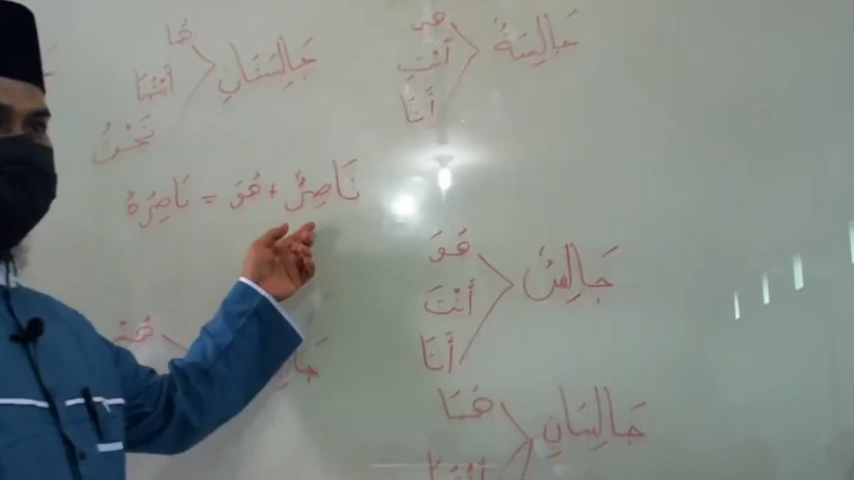 هِيَ
أَنْتِ
أَنَا
جَالِسَةٌ
هُمَا
أَنْتُمَا
نَحْنُ
جَالِسَتَانِ
نَاصِرٌ + هُوَ = نَاصِرُهُ
هُوَ
أَنْتَ
أَنَا
جَالِسٌ
هُمَا
جَالِسَانِ